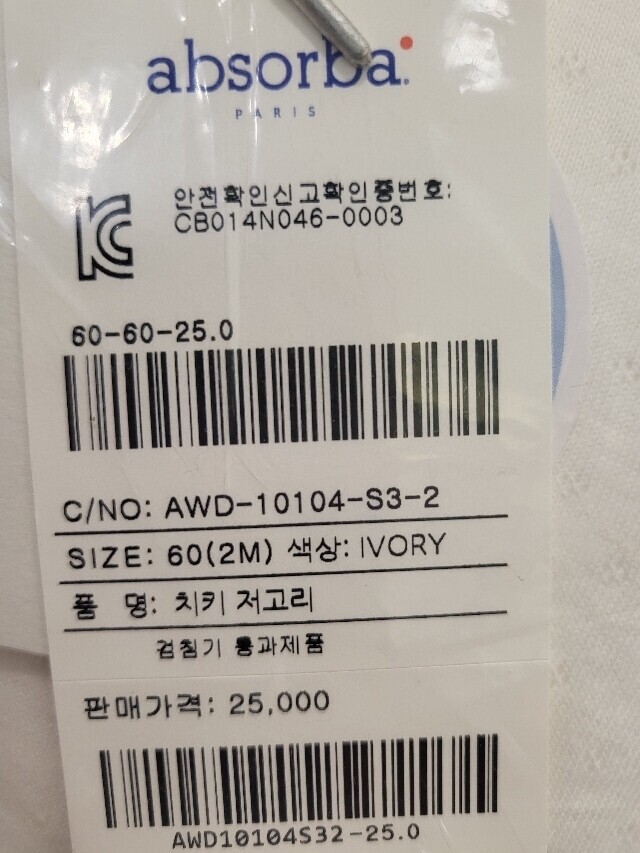 absorba.
PARIS
안전확인신고확인증번호:
CB014N046-0003
60-60-25.0
C/NO: AWD-10104-S3-2
SIZE: 60(2M) 색상: IVORY
품 명: 치키 저고리
검침기 통과제품
판매가격: 25,000
AWD10104S32-25.0